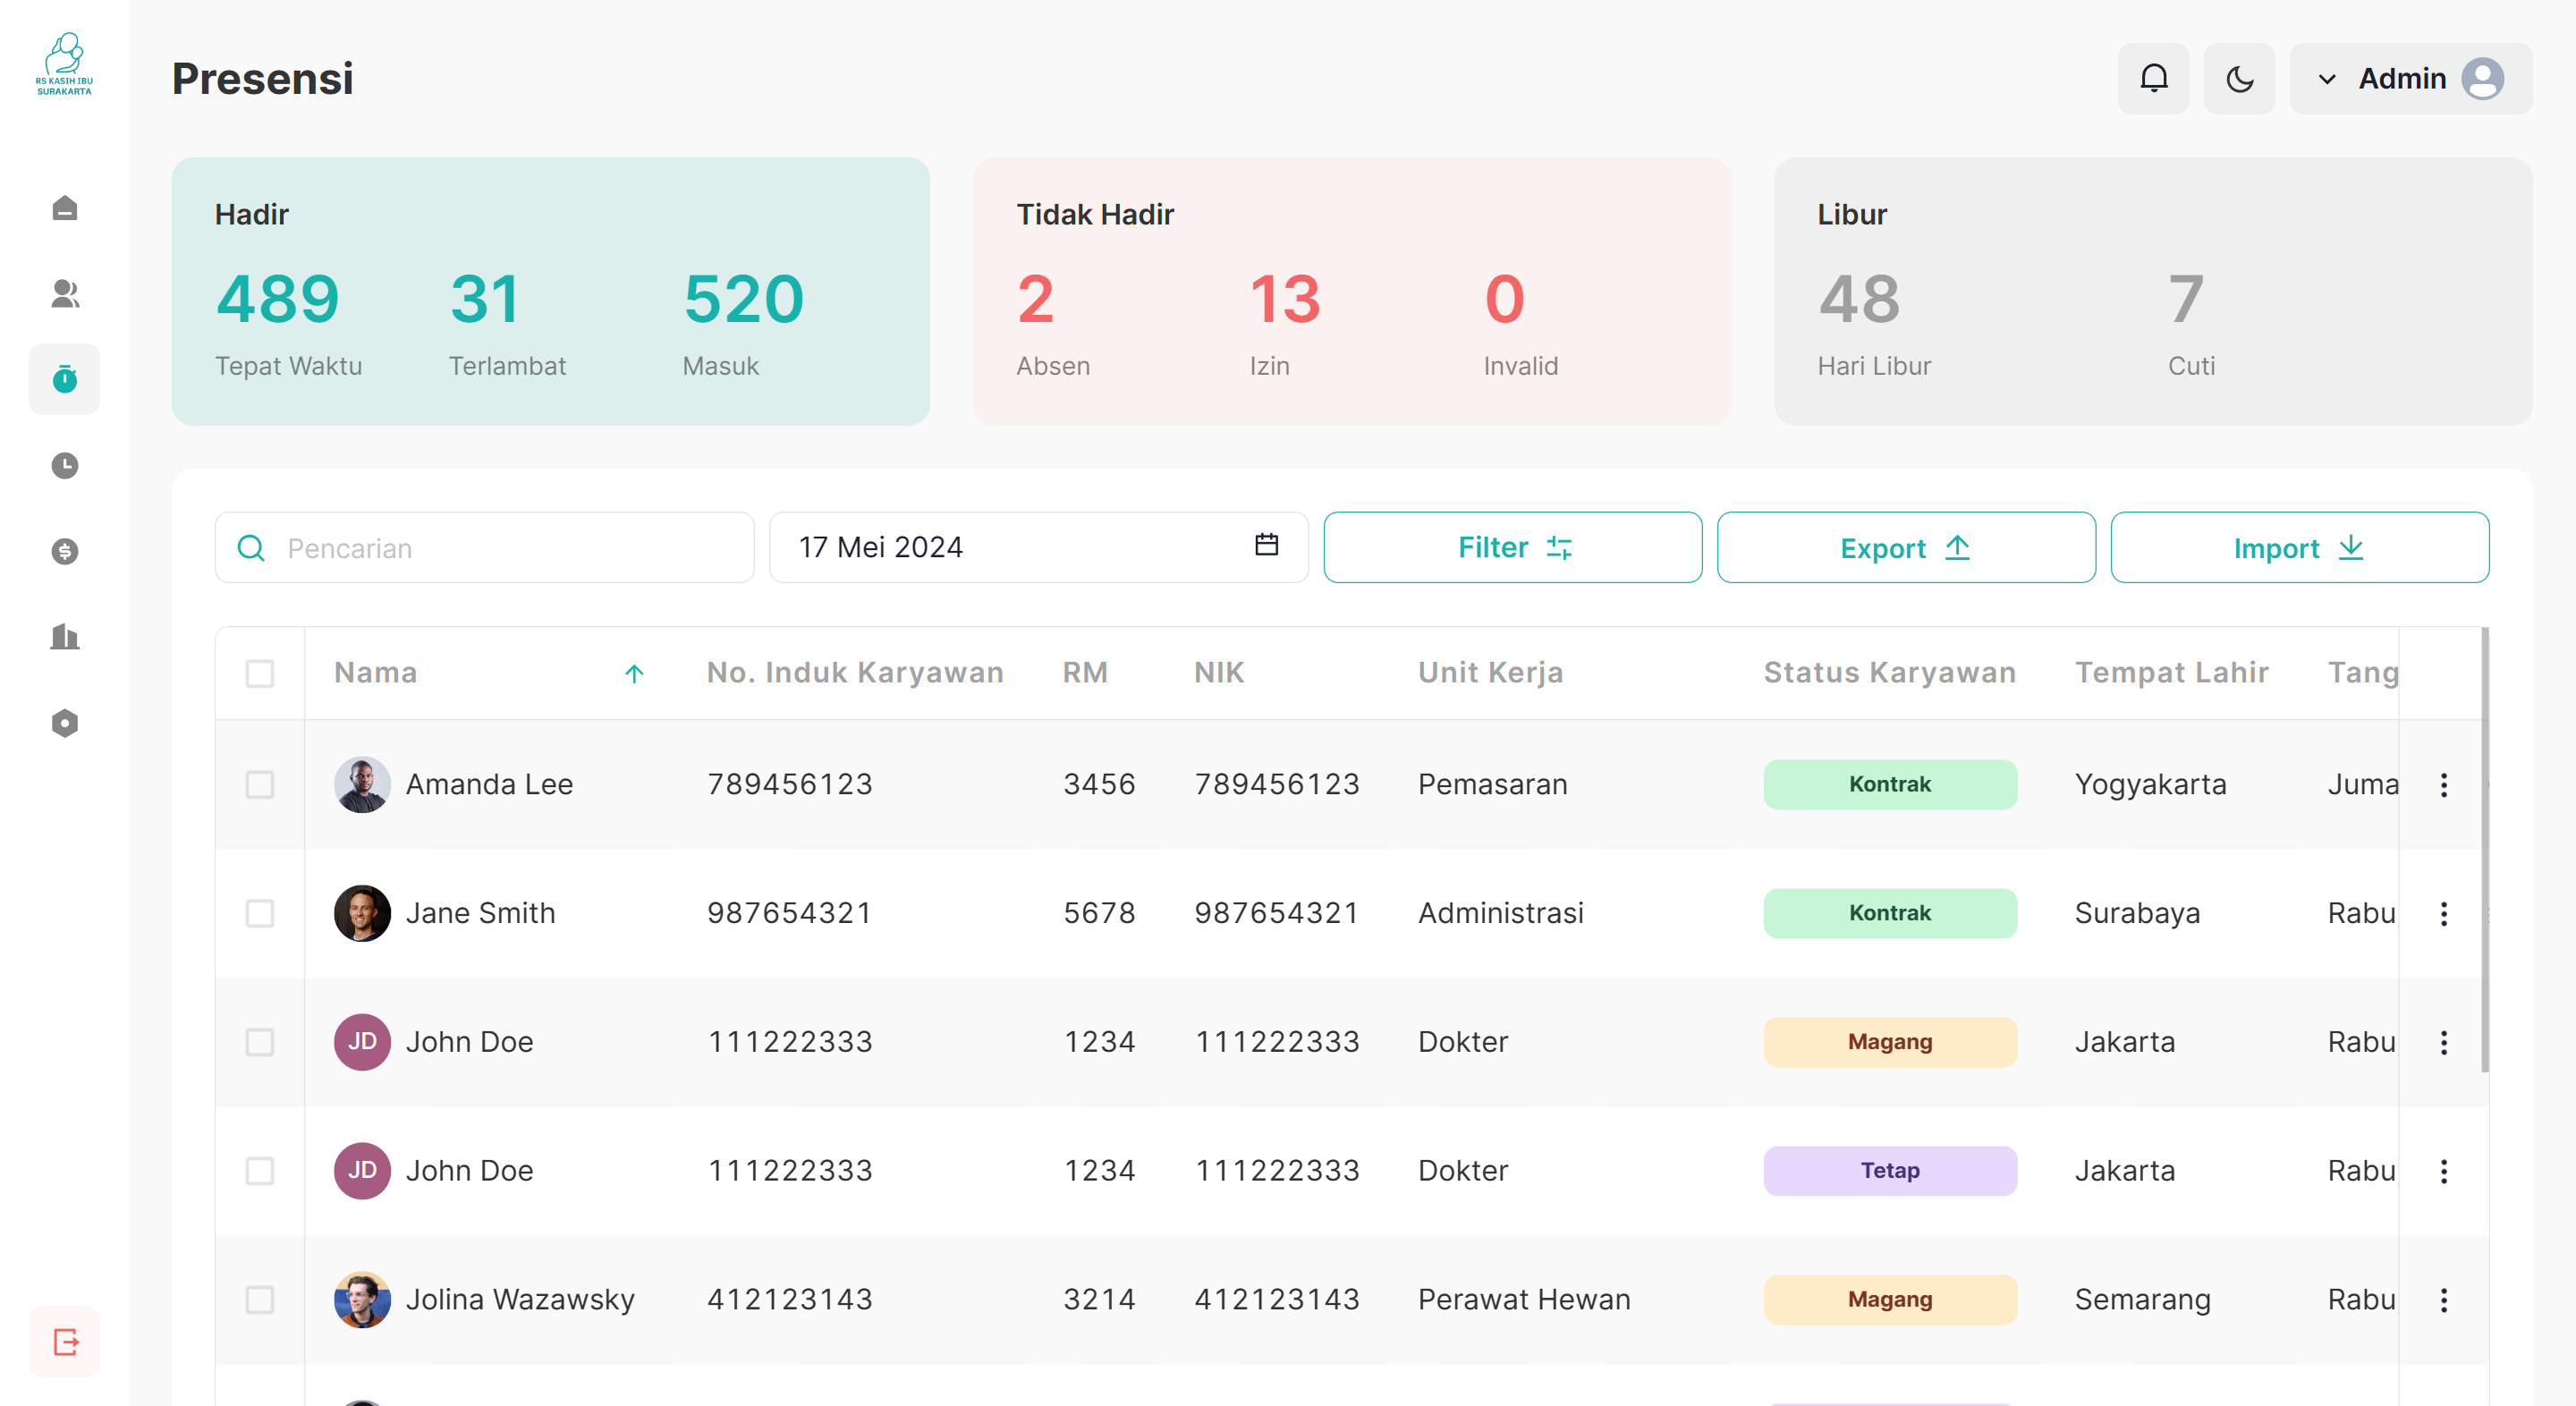 RS KASIH IBU
SURAKARTA
Presensi
Admin
Hadir
489 31 520
Tepat Waktu Terlambat Masuk
Tidak Hadir
2 13 0
Absen Izin Invalid
Libur
48 7
Hari Libur Cuti
Pencarian 17 Mei 2024 Filter Export Import
Nama No. Induk Karyawan RM NIK Unit Kerja Status Karyawan Tempat Lahir Tang
Amanda Lee 789456123 3456 789456123 Pemasaran Kontrak Yogyakarta Juma
Jane Smith 987654321 5678 987654321 Administrasi Kontrak Surabaya Rabu
JD John Doe 111222333 1234 111222333 Dokter Magang Jakarta Rabu
JD John Doe 111222333 1234 111222333 Dokter Tetap Jakarta Rabu
Jolina Wazawsky 412123143 3214 412123143 Perawat Hewan Magang Semarang Rabu